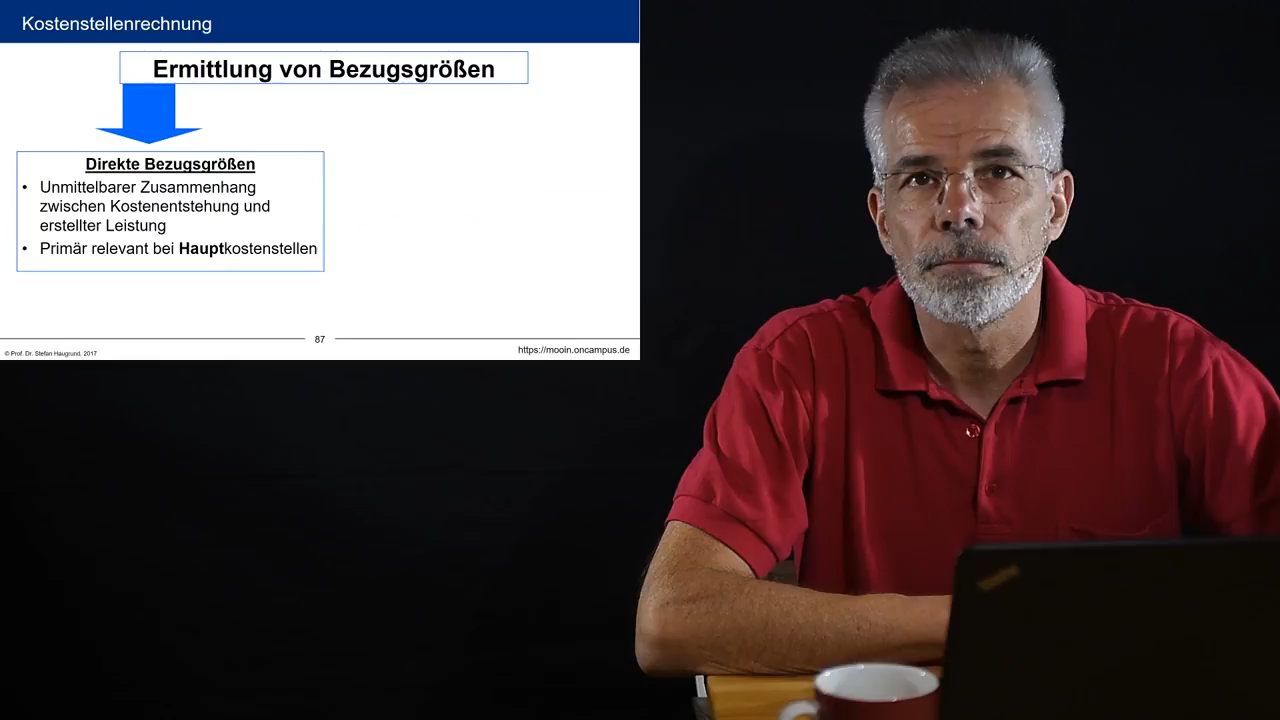 Kostenstellenrechnung
Ermittlung von Bezugsgrößen
Direkte Bezugsgrößen
• Unmittelbarer Zusammenhang
zwischen Kostenentstehung und
erstellter Leistung
• Primär relevant bei Hauptkostenstellen
87
© Prof. Dr. Stefan Haugrund, 2017
https://mooin.oncampus.de